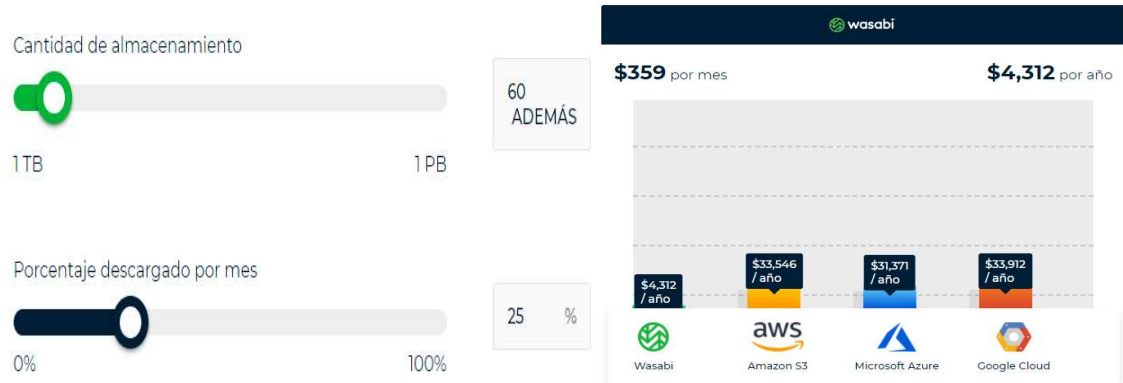 Cantidad de almacenamiento
60
ADEMÁS
1 TB
1 PB
Porcentaje descargado por mes
25 %
0%
100%
wasabi
$359 por mes
$4,312 por año
$4,312
/ año
$33,546
/ año
$31,371
/ año
$33,912
/ año
Wasabi
aws
Amazon S3
Microsoft Azure
Google Cloud